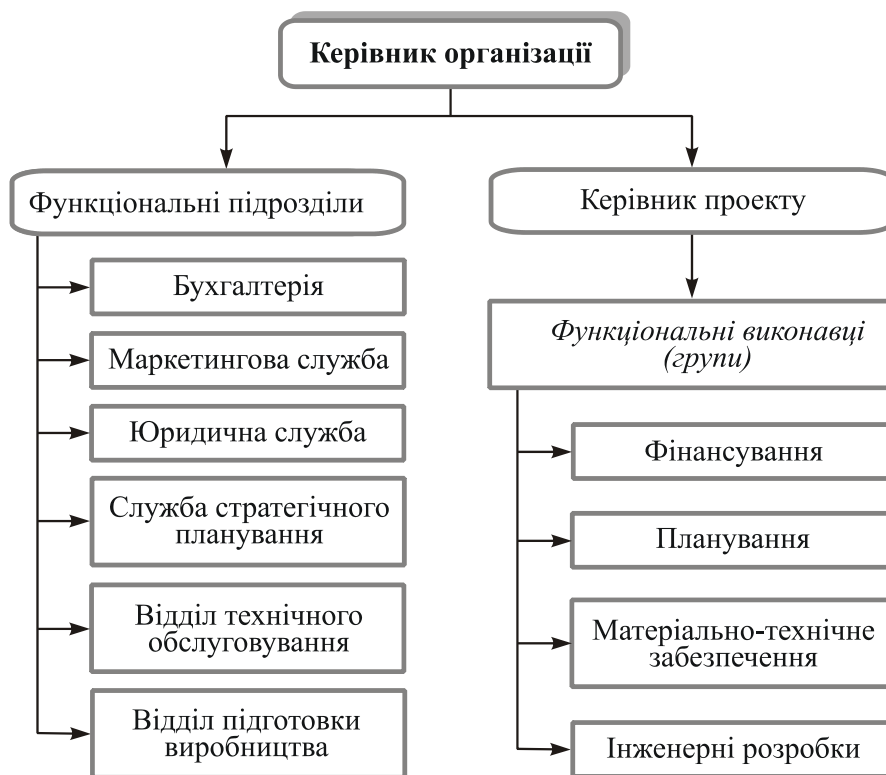 Керівник організації
Функціональні підрозділи
Бухгалтерія
Маркетингова служба
Юридична служба
Служба стратегічного
планування
Відділ технічного
обслуговування
Відділ підготовки
виробництва
Керівник проекту
Функціональні виконавці
(групи)
Фінансування
Планування
Матеріально-технічне
забезпечення
Інженерні розробки